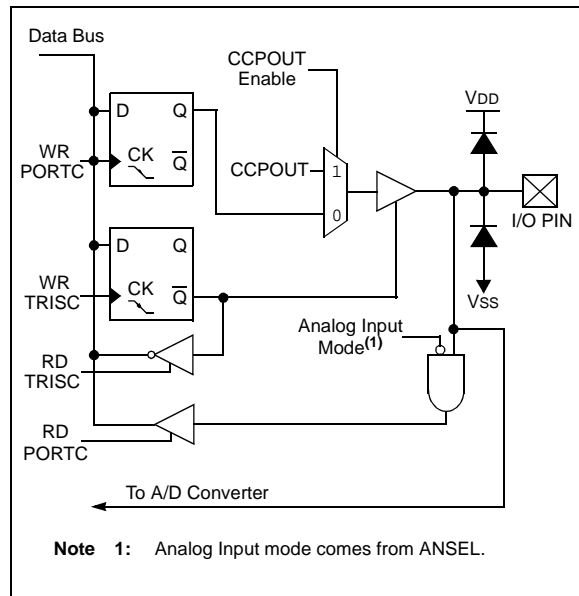 Data Bus
CCPOUT
Enable
VDD
D Q
WR
PORTC
CK
Q
CCPOUT
1
0
I/O PIN
D Q
WR
TRISC
CK
Q
VSS
Analog Input
Mode(1)
RD
TRISC
RD
PORTC
To A/D Converter
Note 1: Analog Input mode comes from ANSEL.